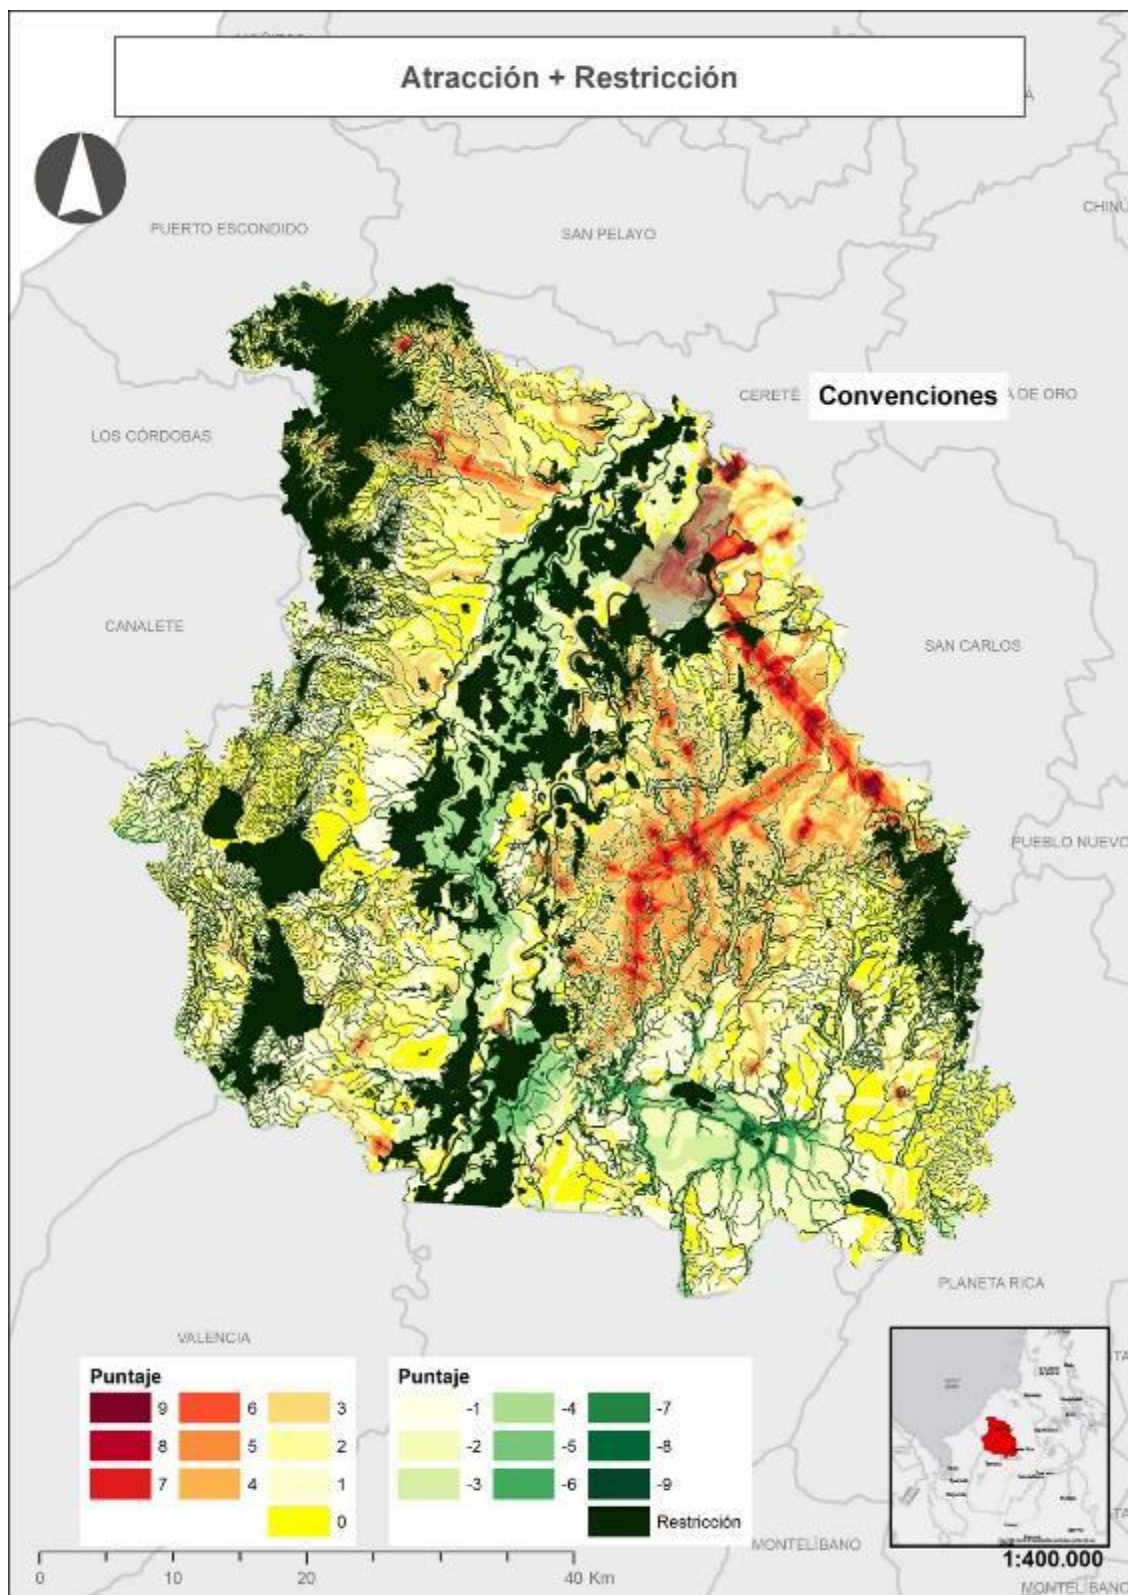 Atracción + Restricción
PUERTO ESCONDIDO
SAN PELAYO
CHINÚ
CERETÉ
Convenciones
A DE ORO
LOS CÓRDOBAS
CANALETE
SAN CARLOS
PUEBLO NUEVO
PLANETA RICA
VALENCIA
Puntaje
9
6
3
8
5
2
7
4
1
0
Puntaje
-1
-4
-7
-2
-5
-8
-3
-6
-9
Restricción
MONTELÍBANO
1:400.000
0
10
20
40 Km
MONTELÍBANO